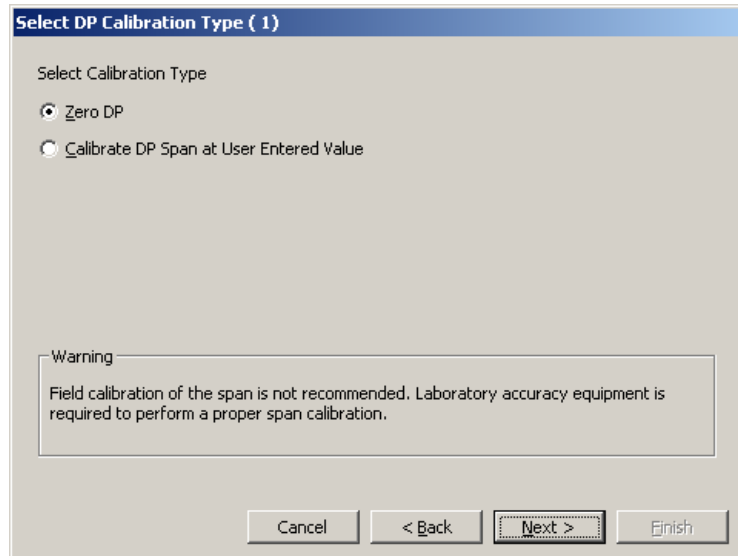 Select DP Calibration Type ( 1)
Select Calibration Type
Zero DP
Calibrate DP Span at User Entered Value
Warning
Field calibration of the span is not recommended. Laboratory accuracy equipment is
required to perform a proper span calibration.
Cancel
< Back
Next >
Finish